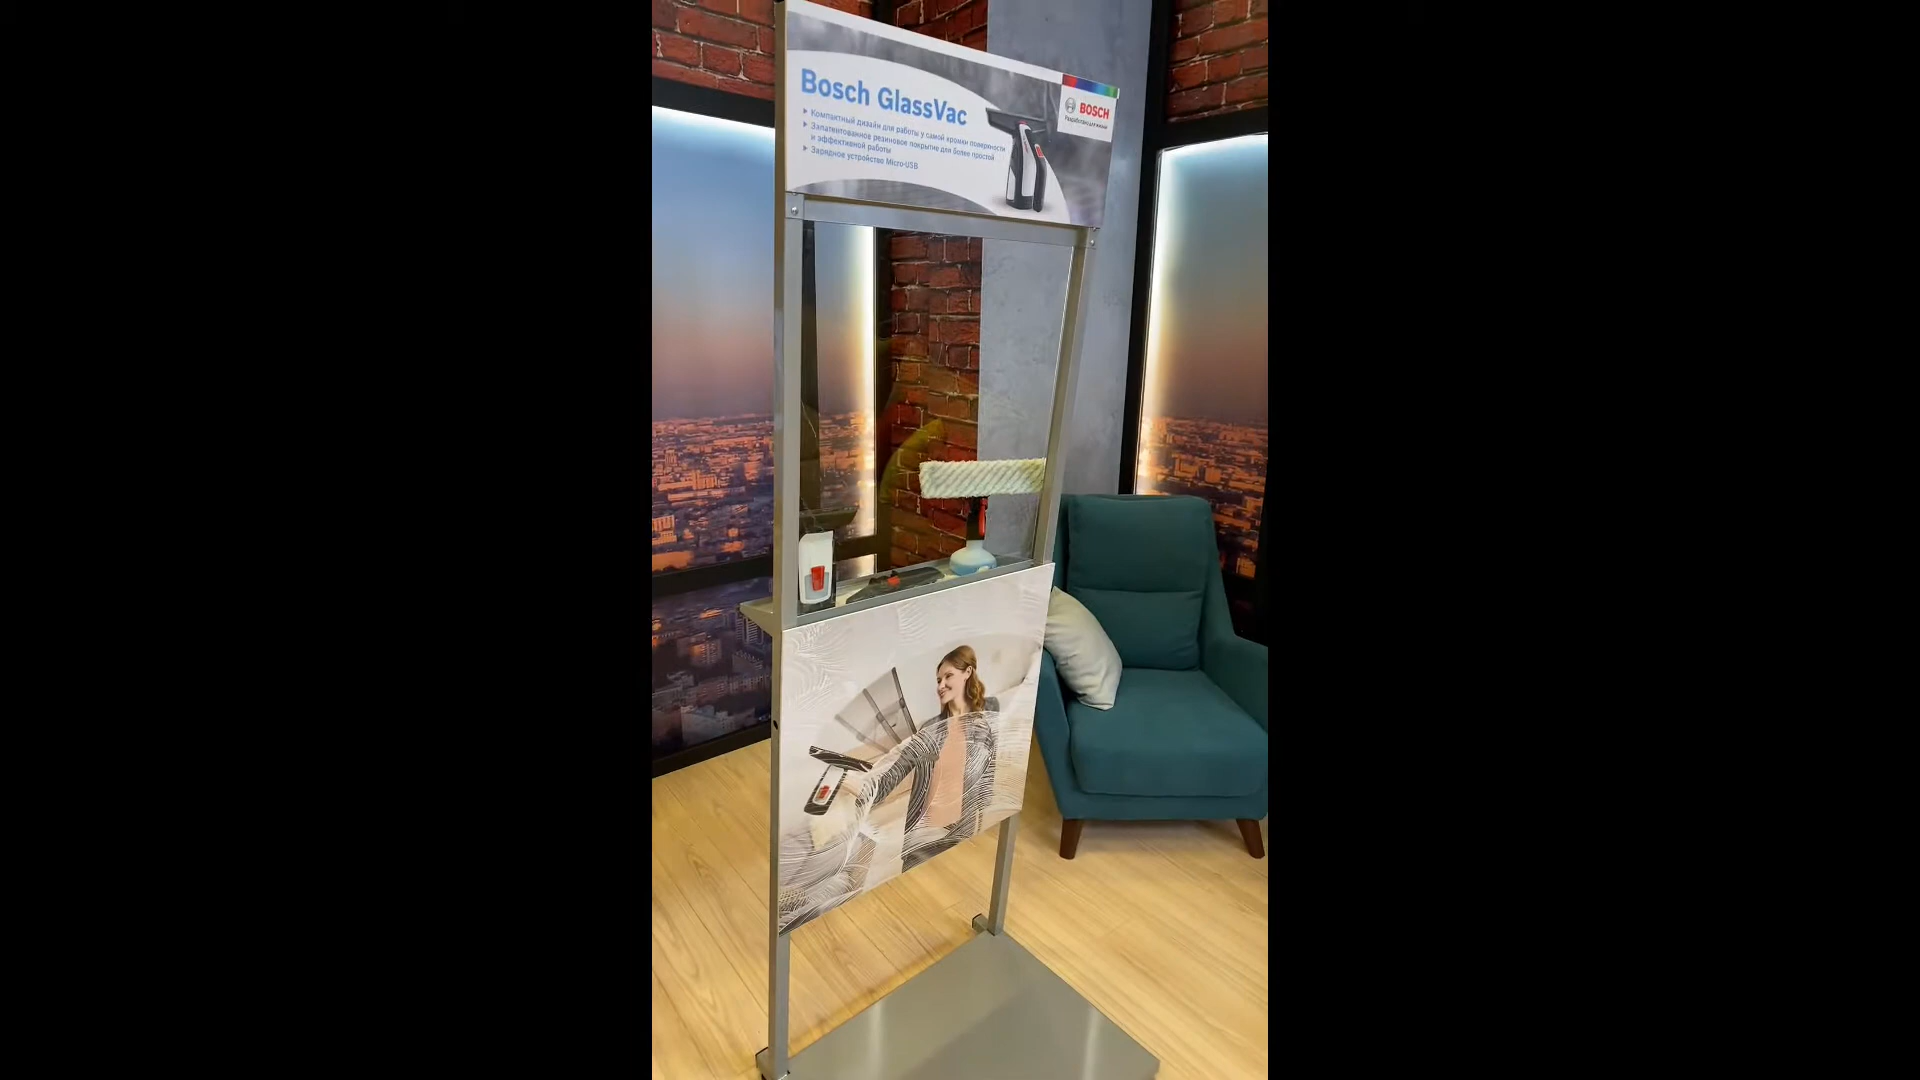 Bosch GlassVac
Компактный дизайн для работы у самой кромки поверхности
Запатентованное резиновое покрытие для более простой
и эффективной работы
Зарядное устройство Micro-USB
BOSCH
Разработано для жизни